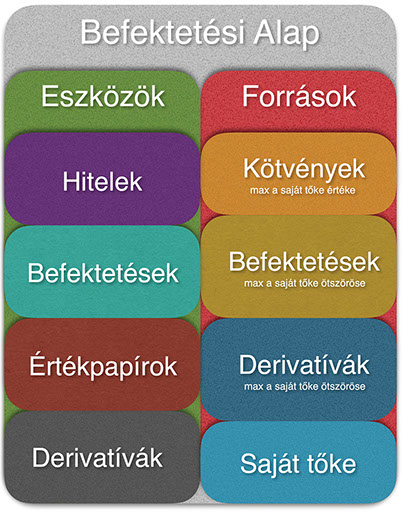 Befektetési Alap
Eszközök
Hitelek
Befektetések
Értékpapírok
Derivatívák
Források
Kötvények
max a saját tőke értéke
Befektetések
max a saját tőke ötszöröse
Derivatívák
max a saját tőke ötszöröse
Saját tőke